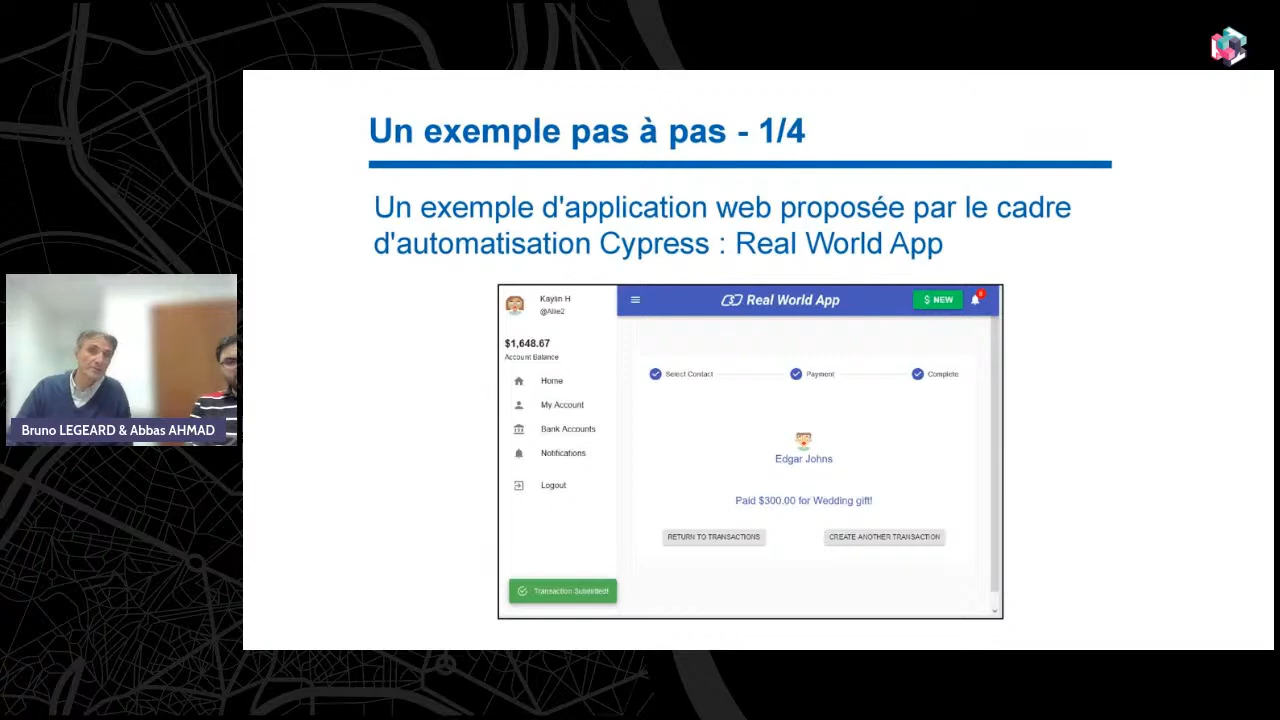 Un exemple pas à pas - 1/4
Un exemple d'application web proposée par le cadre
d'automatisation Cypress : Real World App
Kaylin H
@Allie2
$1,648.67
Account Balance
Home
My Account
Bank Accounts
Notifications
Logout
Transaction Submitted!
Real World App
$ NEW
8
Select Contact
Payment
Complete
Edgar Johns
Paid $300.00 for Wedding gift!
RETURN TO TRANSACTIONS
CREATE ANOTHER TRANSACTION
Bruno LEGEARD & Abbas AHMAD